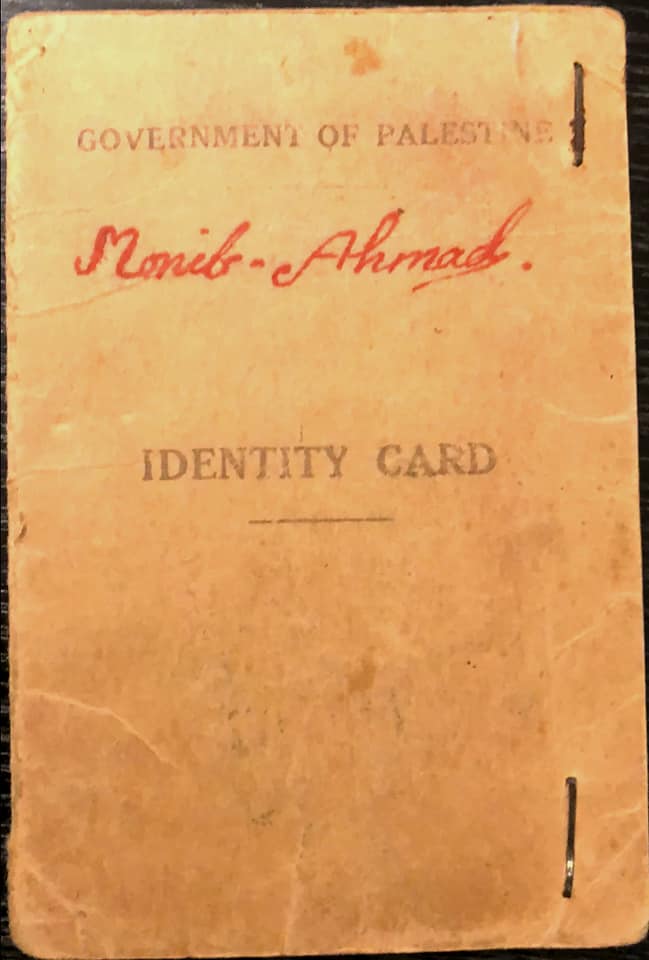 GOVERNMENT OF PALESTINE
Monib - Ahmad.
IDENTITY CARD